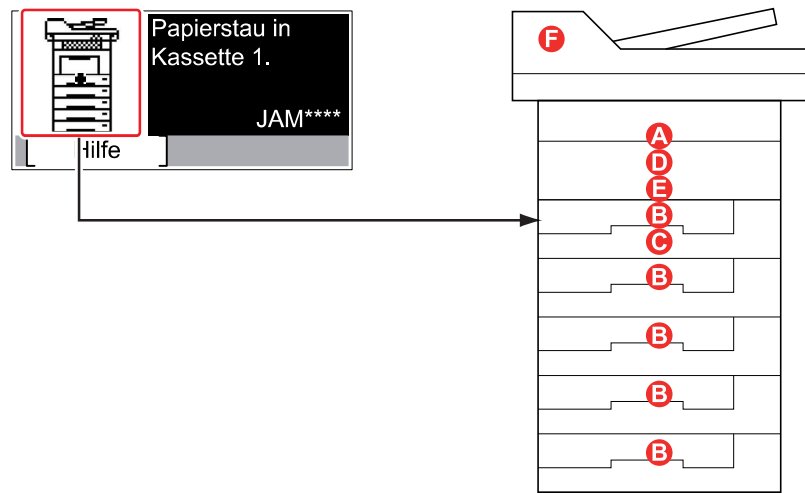 Papierstau in
Kassette 1.
JAM****
Hilfe
F
A
D
E
B
C
B
B
B
B